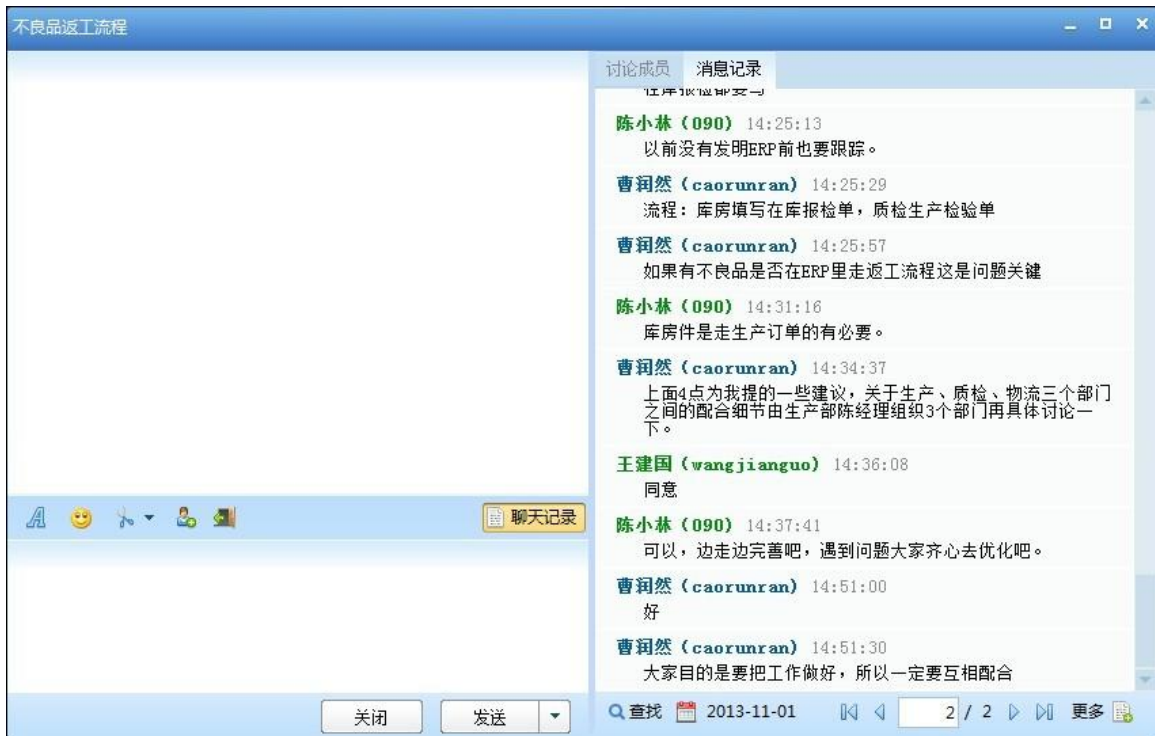 不良品返工流程
讨论成员 消息记录
在库报检都要写
陈小林（090） 14:25:13
以前没有发明ERP前也要跟踪。
曹润然（caorunran） 14:25:29
流程：库房填写在库报检单，质检生产检验单
曹润然（caorunran） 14:25:57
如果有不良品是否在ERP里走返工流程这是问题关键
陈小林（090） 14:31:16
库房件是走生产订单的有必要。
曹润然（caorunran） 14:34:37
上面4点为我提的一些建议，关于生产、质检、物流三个部门
之间的配合细节由生产部陈经理组织3个部门再具体讨论一
下。
王建国（wangjianguo） 14:36:08
同意
陈小林（090） 14:37:41
可以，边走边完善吧，遇到问题大家齐心去优化吧。
曹润然（caorunran） 14:51:00
好
曹润然（caorunran） 14:51:30
大家目的是要把工作做好，所以一定要互相配合
聊天记录
关闭 发送
查找 2013-11-01 2 / 2 更多